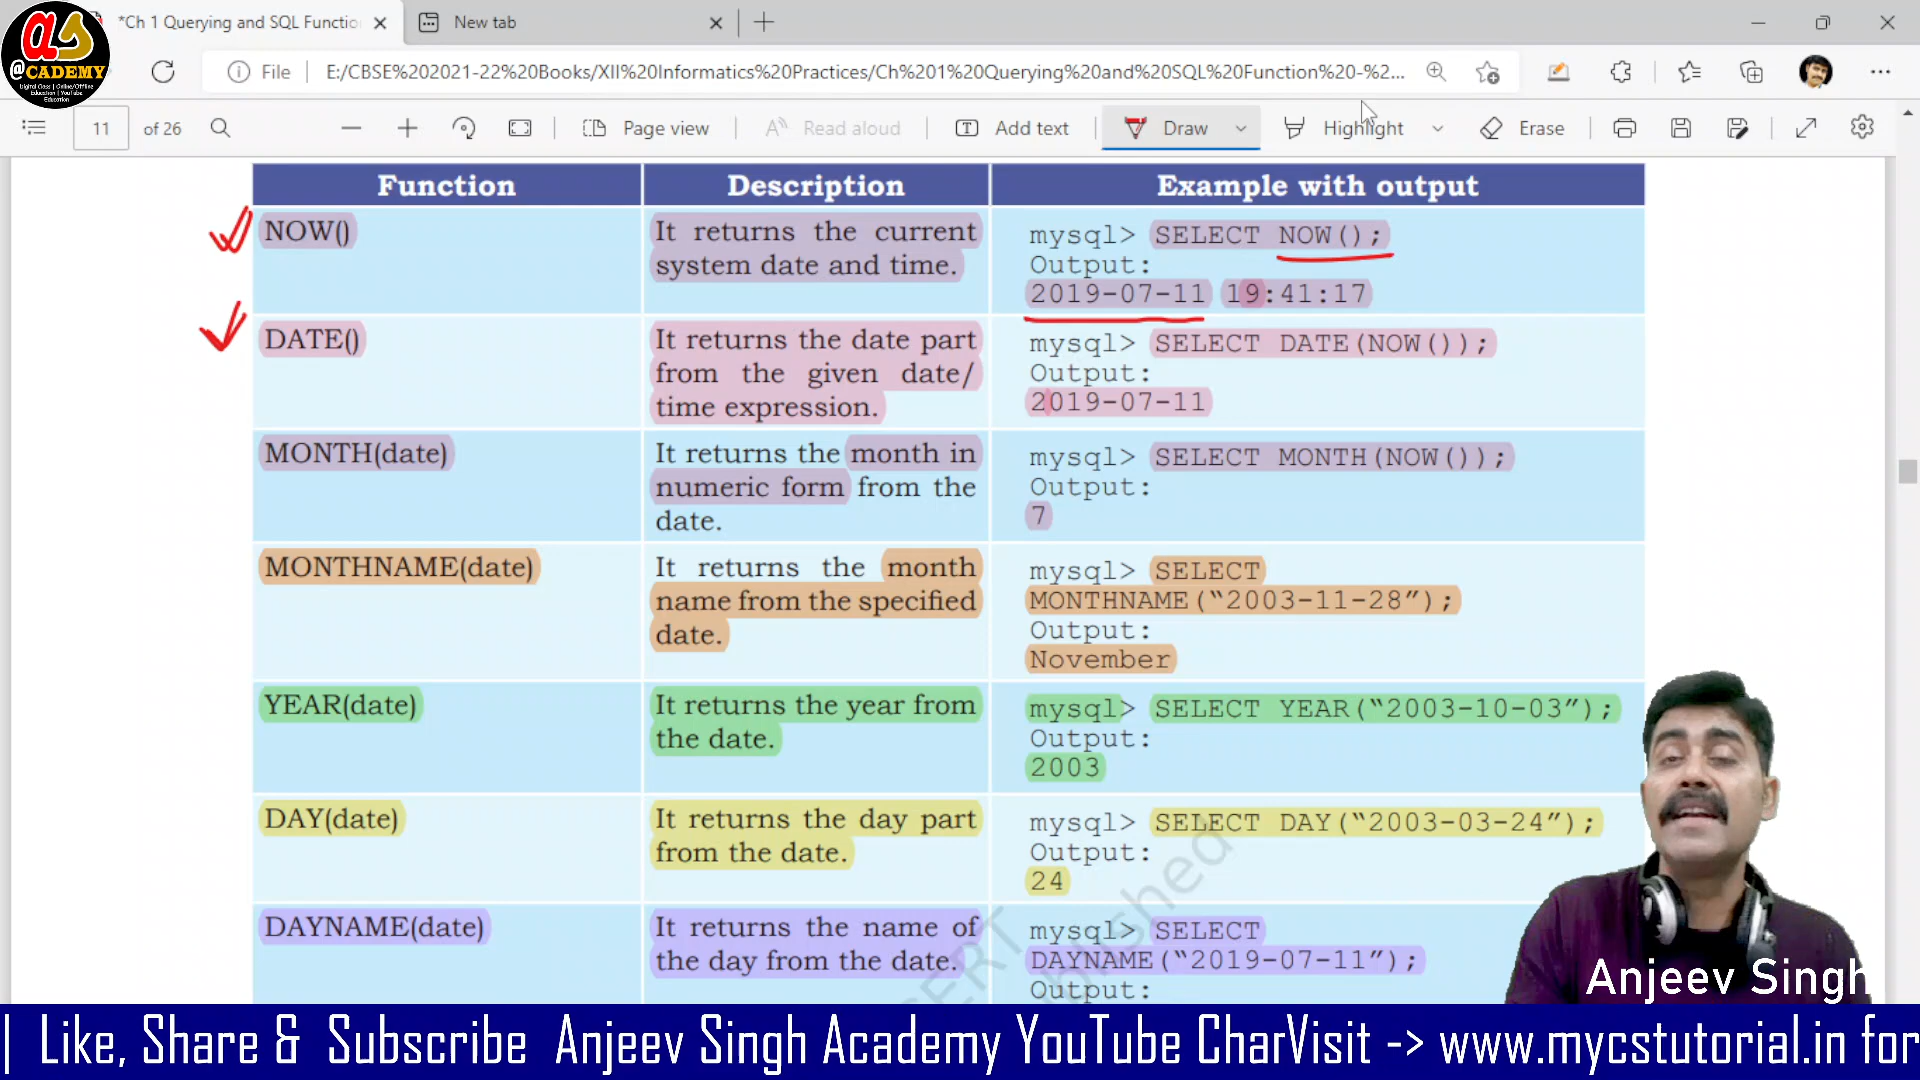 *Ch 1 Querying and SQL Functio
New tab
as
@CADEMY
Digital Class | Online/Offline
Education | YouTube
Education
File
E:/CBSE%202021-22%20Books/XII%20Informatics%20Practices/Ch%201%20Querying%20and%20SQL%20Function%20-%2...
11 of 26
Page view
Read aloud
Add text
Draw
Highlight
Erase
Function Description Example with output
NOW()
It returns the current
system date and time.
mysql> SELECT NOW();
Output:
2019-07-11 19:41:17
DATE()
It returns the date part
from the given date/
time expression.
mysql> SELECT DATE(NOW());
Output:
2019-07-11
MONTH(date)
It returns the month in
numeric form from the
date.
mysql> SELECT MONTH(NOW());
Output:
7
MONTHNAME(date)
It returns the month
name from the specified
date.
mysql> SELECT
MONTHNAME(“2003-11-28”);
Output:
November
YEAR(date)
It returns the year from
the date.
mysql> SELECT YEAR(“2003-10-03”);
Output:
2003
DAY(date)
It returns the day part
from the date.
mysql> SELECT DAY(“2003-03-24”);
Output:
24
DAYNAME(date)
It returns the name of
the day from the date.
mysql> SELECT
DAYNAME(“2019-07-11”);
Output:
Anjeev Singh
| Like, Share & Subscribe Anjeev Singh Academy YouTube CharVisit -> www.mycstutorial.in for